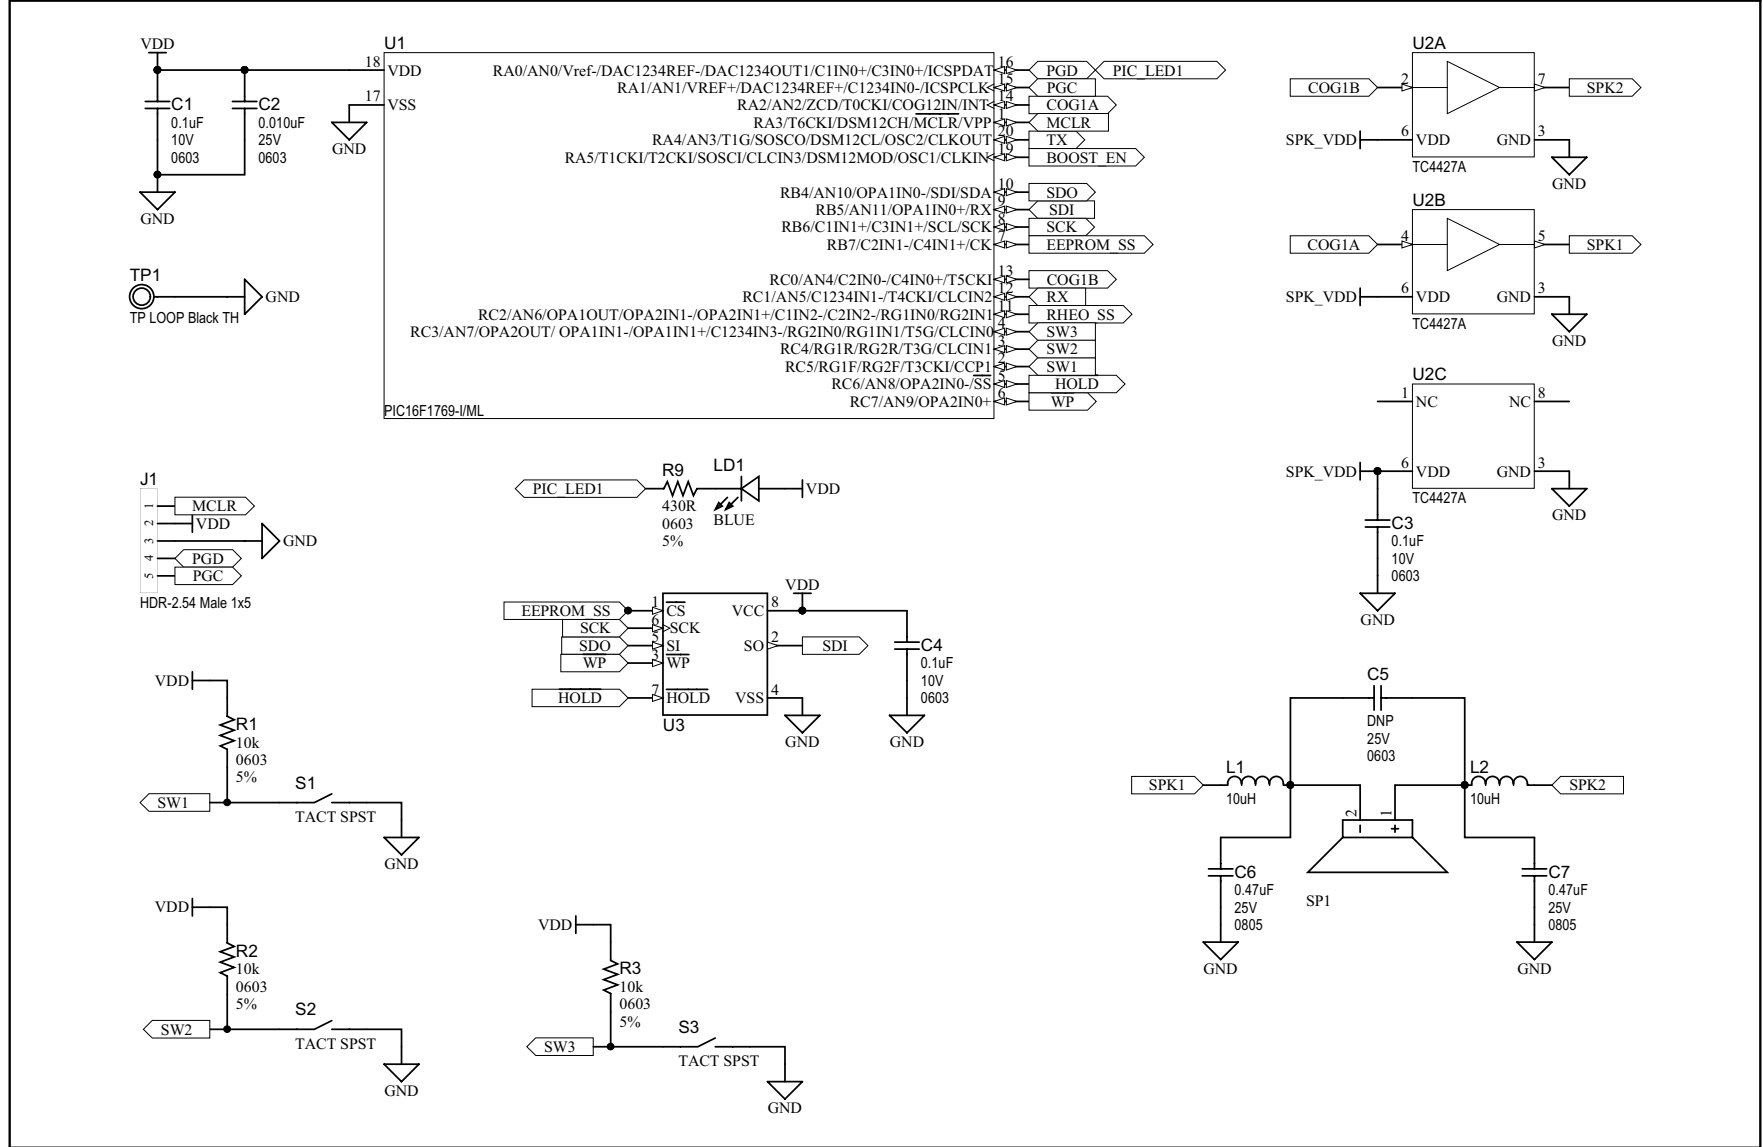 VDD
C1
0.1uF
10V
0603
C2
0.010uF
25V
0603
GND
U1
18 VDD
17 VSS
GND
RA0/AN0/Vref-/DAC1234REF-/DAC1234OUT1/C1IN0+/C3IN0+/ICSPDAT 16 PGD PIC_LED1
RA1/AN1/VREF+/DAC1234REF+/C1234IN0-/ICSPCLK 15 PGC
RA2/AN2/ZCD/T0CKI/COG12IN/INT 14 COG1A
RA3/T6CKI/DSM12CH/MCLR/VPP 1 MCLR
RA4/AN3/T1G/SOSCO/DSM12CL/OSC2/CLKOUT 20 TX
RA5/T1CKI/T2CKI/SOSCI/CLCIN3/DSM12MOD/OSC1/CLKIN 19 BOOST_EN
RB4/AN10/OPA1IN0-/SDI/SDA 10 SDO
RB5/AN11/OPA1IN0+/RX 9 SDI
RB6/C1IN1+/C3IN1+/SCL/SCK 8 SCK
RB7/C2IN1-/C4IN1+/CK 7 EEPROM_SS
RC0/AN4/C2IN0-/C4IN0+/T5CKI 13 COG1B
RC1/AN5/C1234IN1-/T4CKI/CLCIN2 12 RX
RC2/AN6/OPA1OUT/OPA2IN1-/OPA2IN1+/C1IN2-/C2IN2-/RG1IN0/RG2IN1 11 RHEO_SS
RC3/AN7/OPA2OUT/ OPA1IN1-/OPA1IN1+/C1234IN3-/RG2IN0/RG1IN1/T5G/CLCIN0 4 SW3
RC4/RG1R/RG2R/T3G/CLCIN1 3 SW2
RC5/RG1F/RG2F/T3CKI/CCP1 2 SW1
RC6/AN8/OPA2IN0-/SS 5 HOLD
RC7/AN9/OPA2IN0+ 6 WP
PIC16F1769-I/ML
U2A
COG1B 2 7 SPK2
SPK_VDD 6 VDD GND 3
TC4427A
GND
U2B
COG1A 4 5 SPK1
SPK_VDD 6 VDD GND 3
TC4427A
GND
U2C
1 NC NC 8
SPK_VDD 6 VDD GND 3
TC4427A
GND
C3
0.1uF
10V
0603
GND
TP1
GND
TP LOOP Black TH
J1
1 MCLR
2 VDD
3 GND
4 PGD
5 PGC
HDR-2.54 Male 1x5
PIC_LED1
R9
430R
0603
5%
LD1
BLUE
VDD
EEPROM_SS 1 CS
SCK 6 SCK
SDO 5 SI
WP 3 WP
HOLD 7 HOLD
VCC 8
SO 2 SDI
VSS 4
U3
VDD
GND
C4
0.1uF
10V
0603
GND
VDD
R1
10k
0603
5%
SW1
S1
TACT SPST
GND
VDD
R2
10k
0603
5%
SW2
S2
TACT SPST
GND
VDD
R3
10k
0603
5%
SW3
S3
TACT SPST
GND
C5
DNP
25V
0603
SPK1
L1
10uH
L2
10uH
SPK2
2 1
- +
SP1
C6
0.47uF
25V
0805
GND
C7
0.47uF
25V
0805
GND